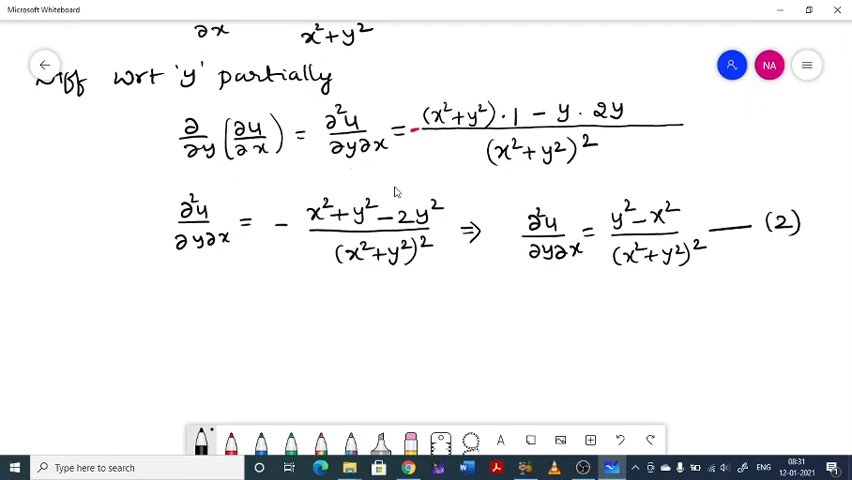 Microsoft Whiteboard
∂x x²+y²
Diff wrt 'y' partially
NA
∂/∂y (∂u/∂x) = ∂²u/∂y∂x = -(x²+y²)·1 - y·2y/(x²+y²)²
∂²u/∂y∂x = - x²+y²-2y²/(x²+y²)² ⇒ ∂²u/∂y∂x = y²-x²/(x²+y²)² — (2)
Type here to search
ENG
08:31
12-01-2021